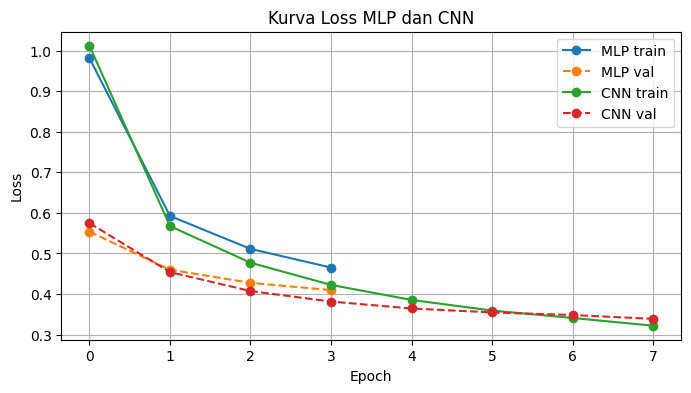 Kurva Loss MLP dan CNN
MLP train
MLP val
CNN train
CNN val
Loss
1.0
0.9
0.8
0.7
0.6
0.5
0.4
0.3
0 1 2 3 4 5 6 7
Epoch